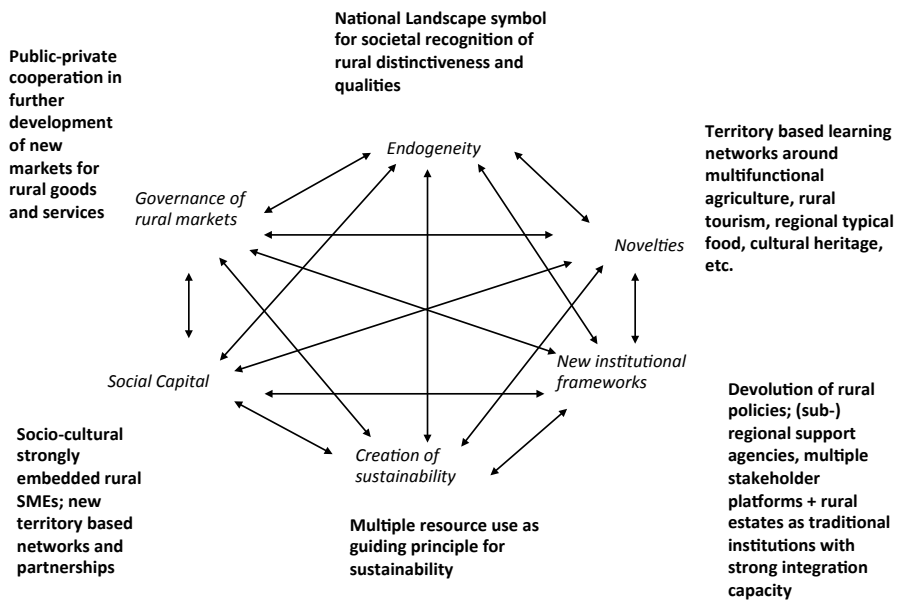 National Landscape symbol
for societal recognition of
rural distinctiveness and
qualities
Public-private
cooperation in
further
development
of new
markets for
rural goods
and services
Endogeneity
Territory based learning
networks around
multifunctional
agriculture, rural
tourism, regional typical
food, cultural heritage,
etc.
Governance of
rural markets
Novelties
Social Capital
New institutional
frameworks
Devolution of rural
policies; (sub-)
regional support
agencies, multiple
stakeholder
platforms + rural
estates as traditional
institutions with
strong integration
capacity
Socio-cultural
strongly
embedded rural
SMEs; new
territory based
networks and
partnerships
Creation of
sustainability
Multiple resource use as
guiding principle for
sustainability